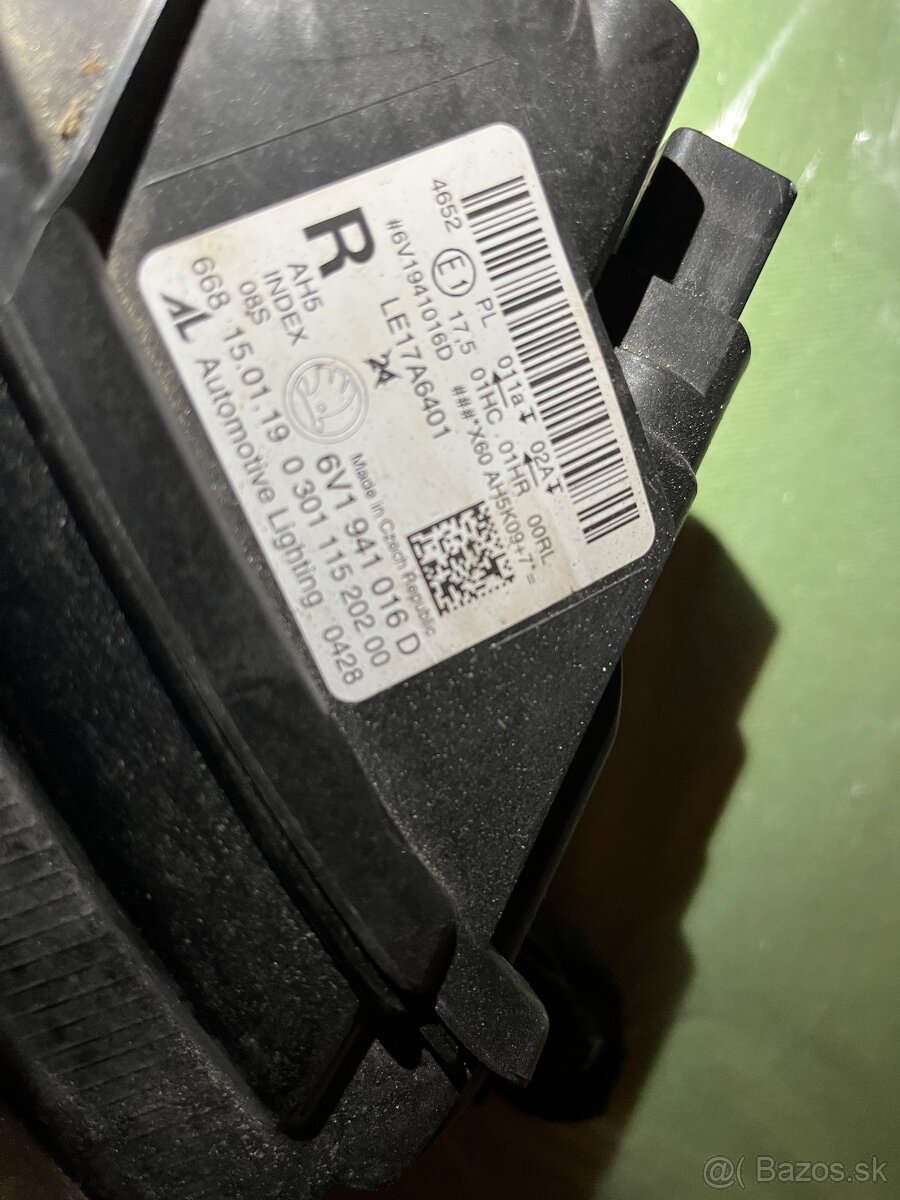 4652 E1 PL 011a 02A 00RL
17,5 01HC 01HR
#6V1941016D ###*X60 AH5K09+7*=
LE17A6401
24
R
AH5
INDEX
08S
Made in Czech Republic
6V1 941 016 D
668 15.01.19 0 301 115 202 00
AL Automotive Lighting 0428
@( Bazos.sk